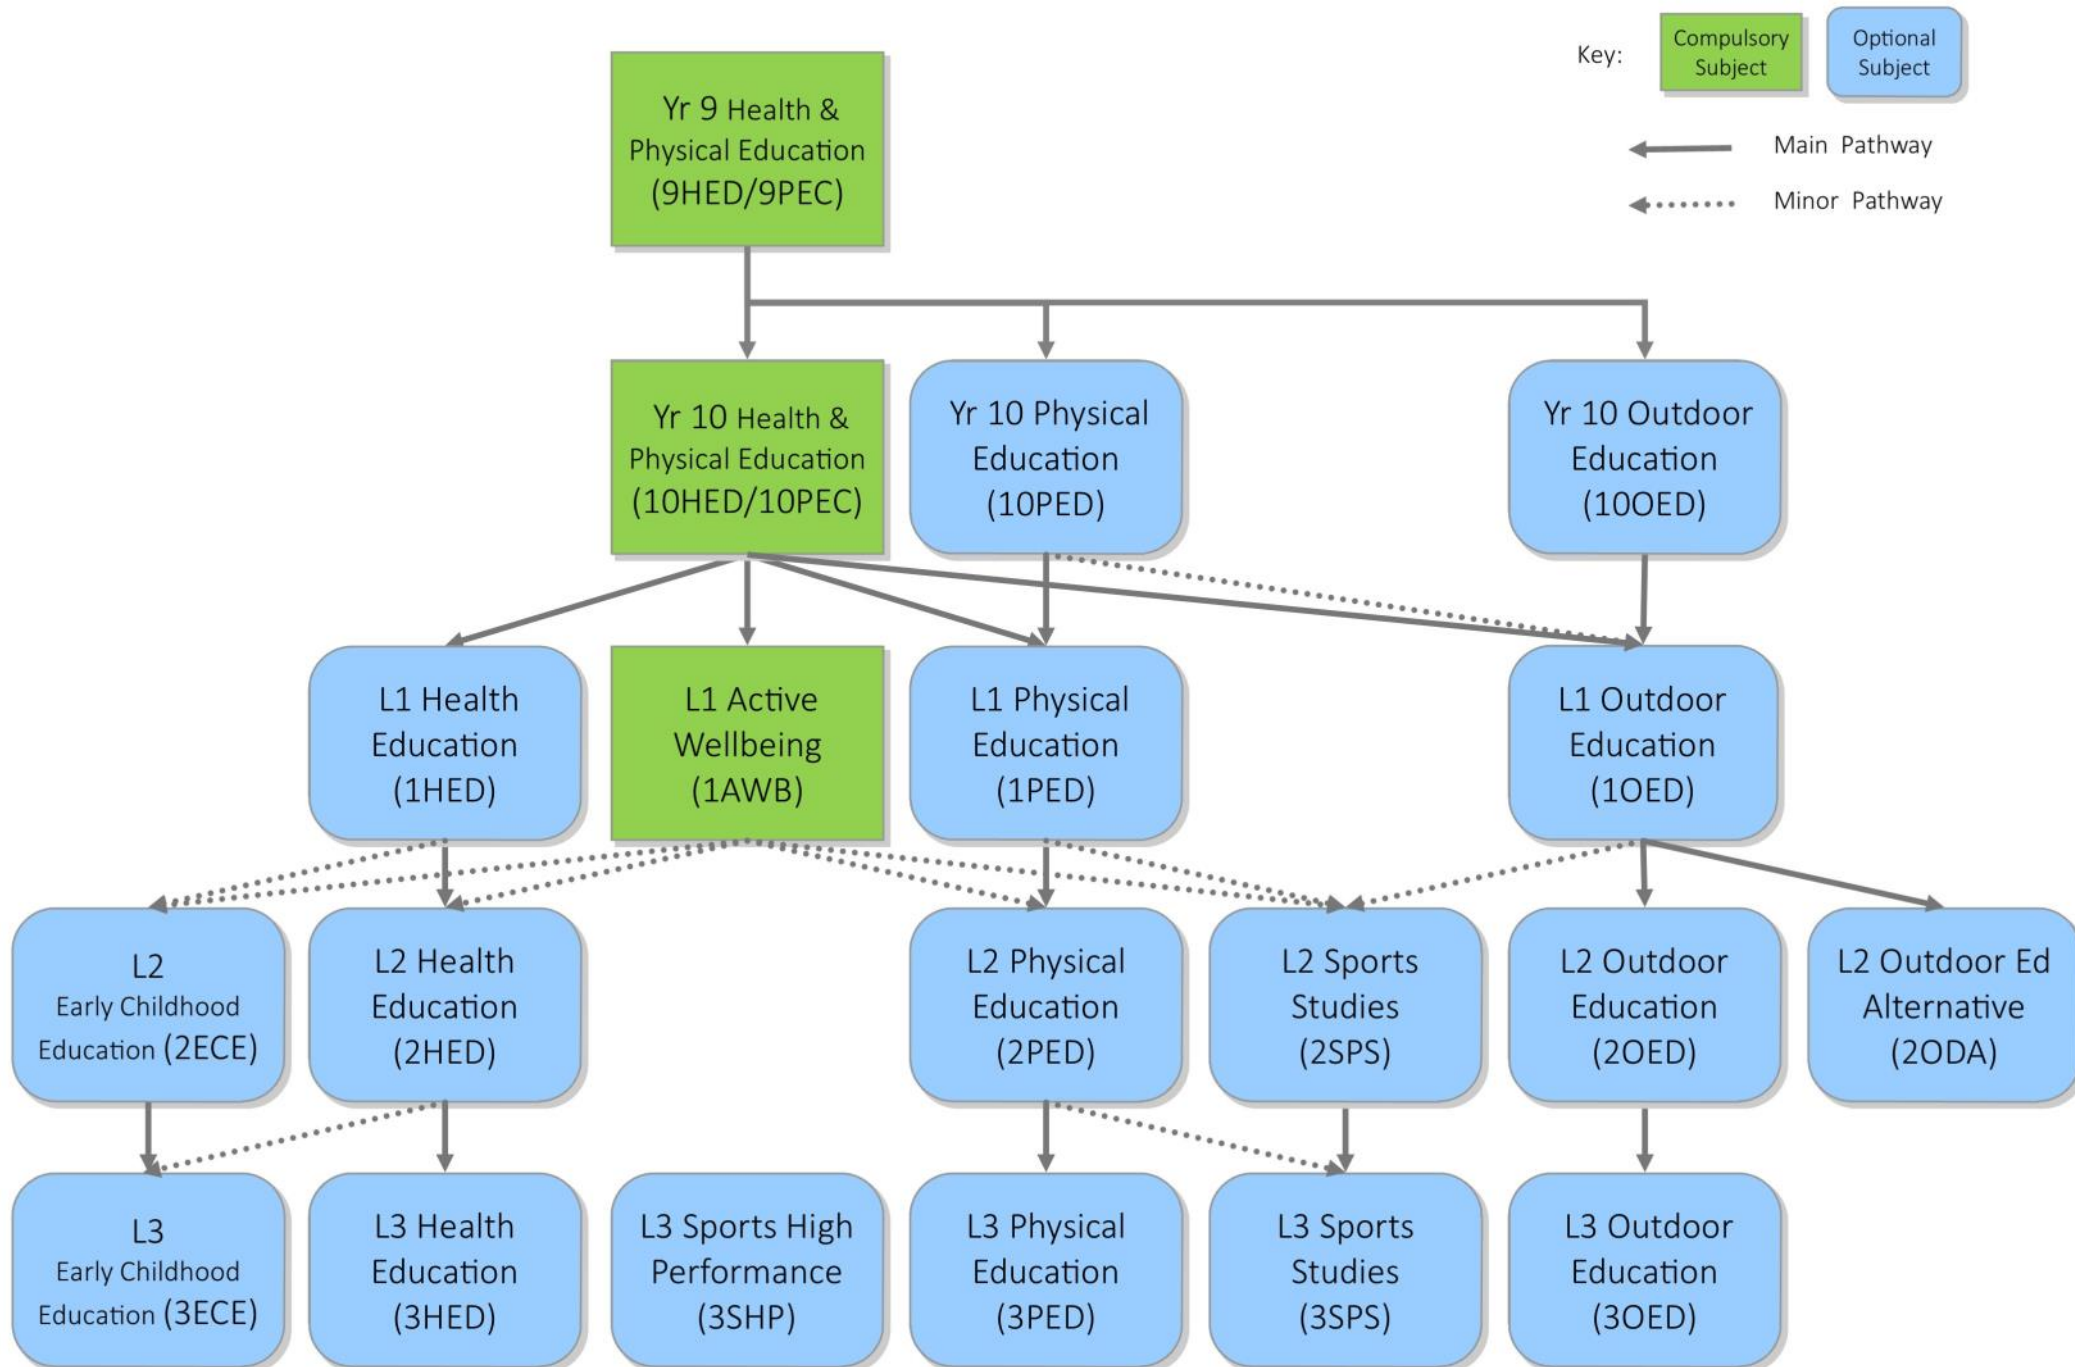 Key:
Compulsory
Subject
Optional
Subject
Main Pathway
Minor Pathway
Yr 9 Health &
Physical Education
(9HED/9PEC)
Yr 10 Health &
Physical Education
(10HED/10PEC)
Yr 10 Physical
Education
(10PED)
Yr 10 Outdoor
Education
(10OED)
L1 Health
Education
(1HED)
L1 Active
Wellbeing
(1AWB)
L1 Physical
Education
(1PED)
L1 Outdoor
Education
(1OED)
L2
Early Childhood
Education (2ECE)
L2 Health
Education
(2HED)
L2 Physical
Education
(2PED)
L2 Sports
Studies
(2SPS)
L2 Outdoor
Education
(2OED)
L2 Outdoor Ed
Alternative
(2ODA)
L3
Early Childhood
Education (3ECE)
L3 Health
Education
(3HED)
L3 Sports High
Performance
(3SHP)
L3 Physical
Education
(3PED)
L3 Sports
Studies
(3SPS)
L3 Outdoor
Education
(3OED)